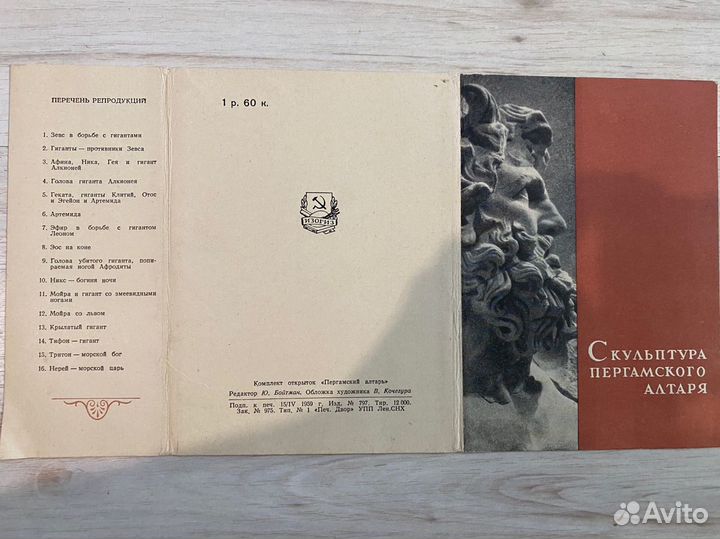 ПЕРЕЧЕНЬ РЕПРОДУКЦИЙ
1. Зевс в борьбе с гигантами
2. Гиганты — противники Зевса
3. Афина, Ника, Гея и гигант
Алкионей
4. Голова гиганта Алкионея
5. Геката, гиганты Клитий, Отос
и Эгейон и Артемида
6. Артемида
7. Эфир в борьбе с гигантом
Леоном
8. Эос на коне
9. Голова убитого гиганта, попи-
раемая ногой Афродиты
10. Никс — богиня ночи
11. Мойра и гигант со змеевидными
ногами
12. Мойра со львом
13. Крылатый гигант
14. Тифон — гигант
15. Тритон — морской бог
16. Нерей — морской царь
1 р. 60 к.
ИЗОГИЗ
Комплект открыток «Пергамский алтарь»
Редактор Ю. Бойтман. Обложка художника В. Кочегура
Подп. к печ. 15/IV 1959 г. Изд. № 797. Тир. 12 000.
Зак. № 975. Тип. № 1 «Печ. Двор» УПП Лен.СНХ
СКУЛЬПТУРА
ПЕРГАМСКОГО
АЛТАРЯ
Avito